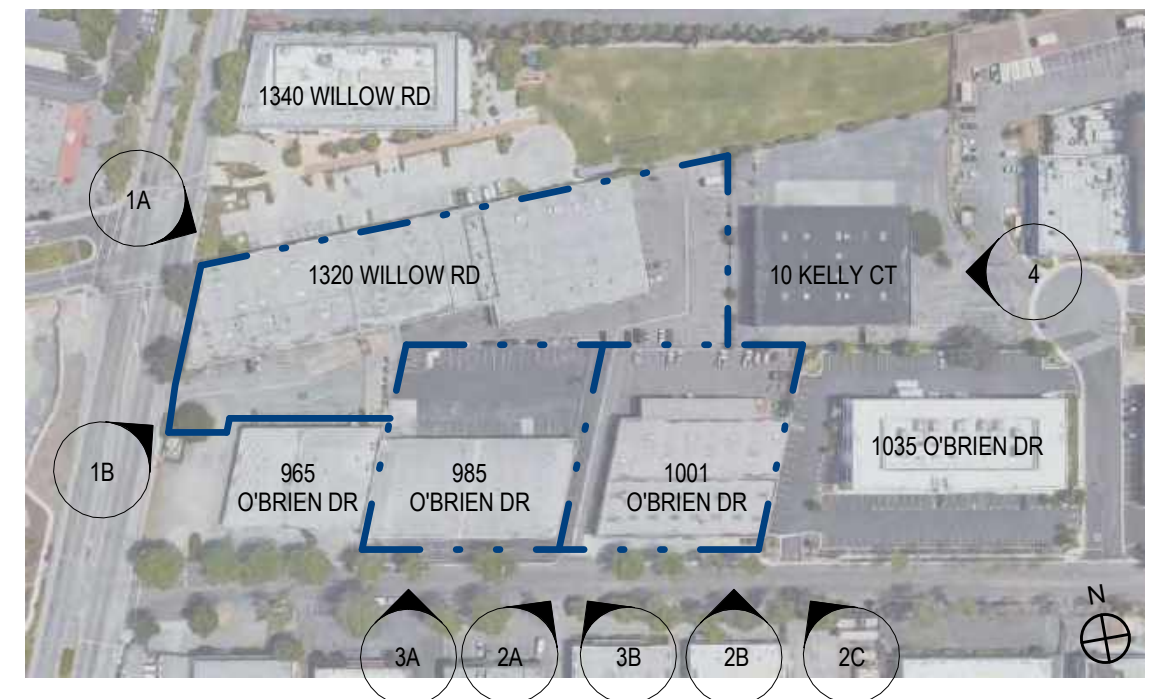 1340 WILLOW RD
1A
1320 WILLOW RD
10 KELLY CT
4
1B
965
O'BRIEN DR
985
O'BRIEN DR
1001
O'BRIEN DR
1035 O'BRIEN DR
N
3A
2A
3B
2B
2C